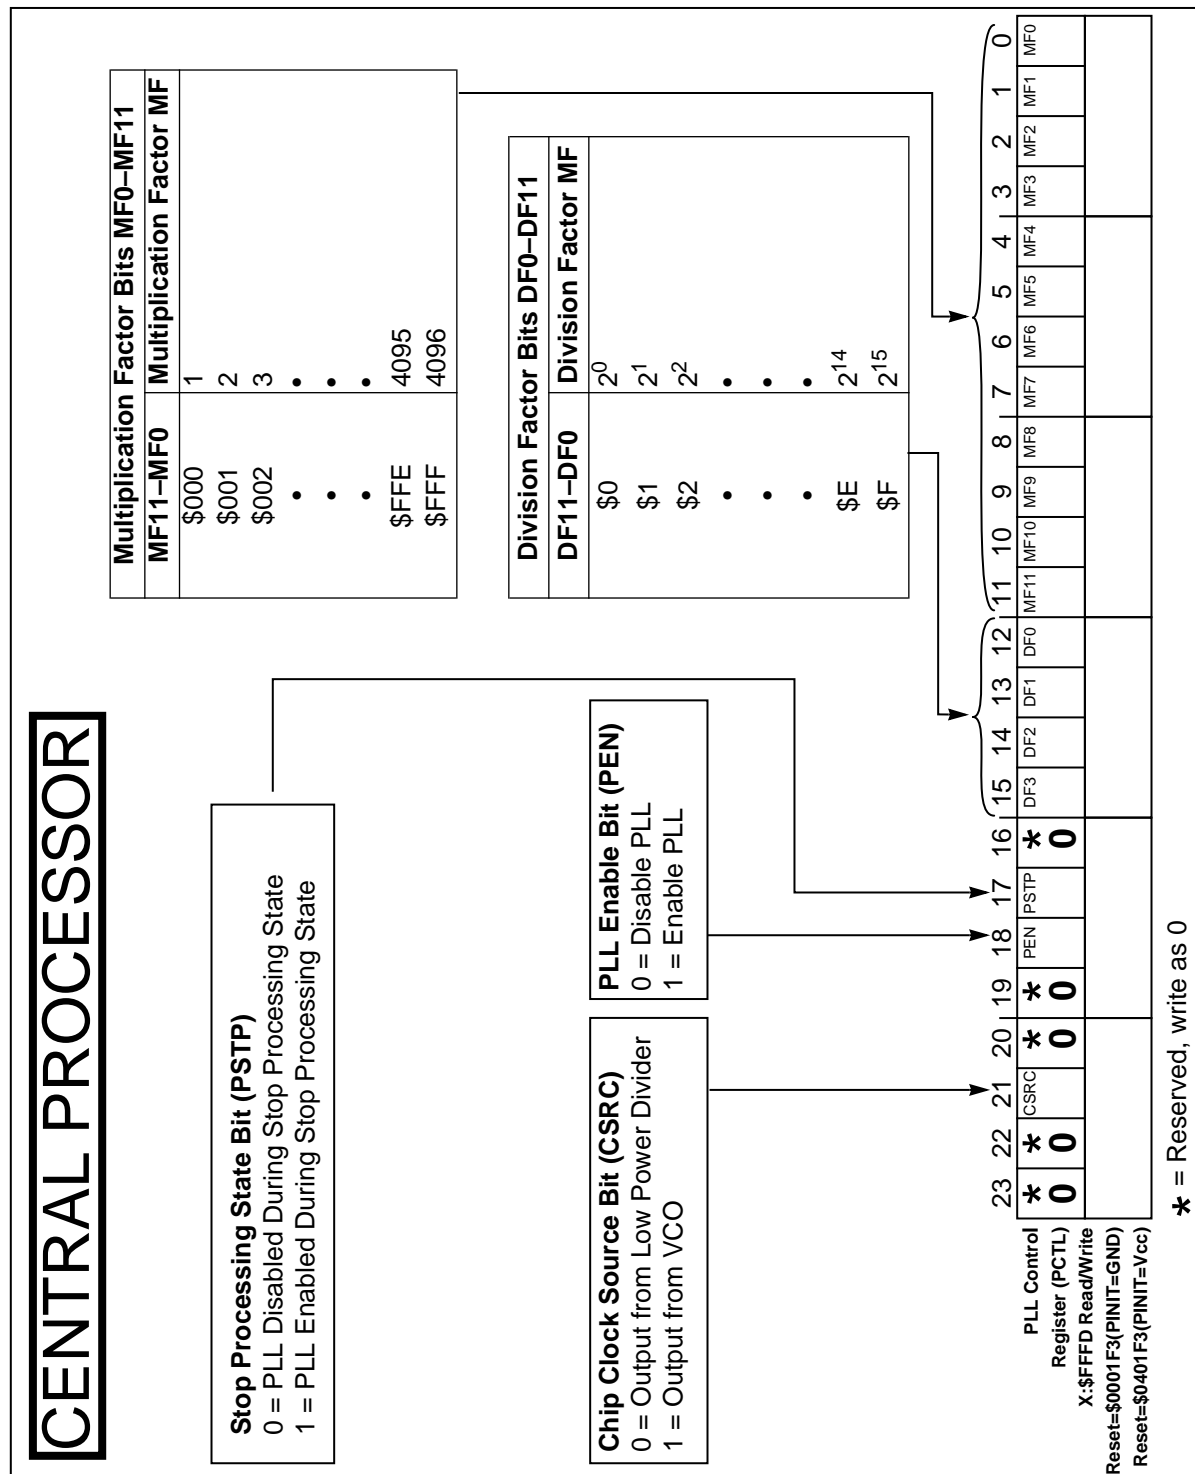 CENTRAL PROCESSOR
Stop Processing State Bit (PSTP)
0 = PLL Disabled During Stop Processing State
1 = PLL Enabled During Stop Processing State
Chip Clock Source Bit (CSRC)
0 = Output from Low Power Divider
1 = Output from VCO
PLL Enable Bit (PEN)
0 = Disable PLL
1 = Enable PLL
Multiplication Factor Bits MF0–MF11
MF11–MF0 Multiplication Factor MF
$000 1
$001 2
$002 3
• •
• •
• •
$FFE 4095
$FFF 4096
Division Factor Bits DF0–DF11
DF11–DF0 Division Factor MF
$0 2^0
$1 2^1
$2 2^2
• •
• •
• •
$E 2^14
$F 2^15
23 22 21 20 19 18 17 16 15 14 13 12 11 10 9 8 7 6 5 4 3 2 1 0
PLL Control
Register (PCTL)
X:$FFFD Read/Write
Reset=$0001F3(PINIT=GND)
Reset=$0401F3(PINIT=Vcc)
* * CSRC * * PEN PSTP * DF3 DF2 DF1 DF0 MF11 MF10 MF9 MF8 MF7 MF6 MF5 MF4 MF3 MF2 MF1 MF0
0 0 0 0 0
* = Reserved, write as 0